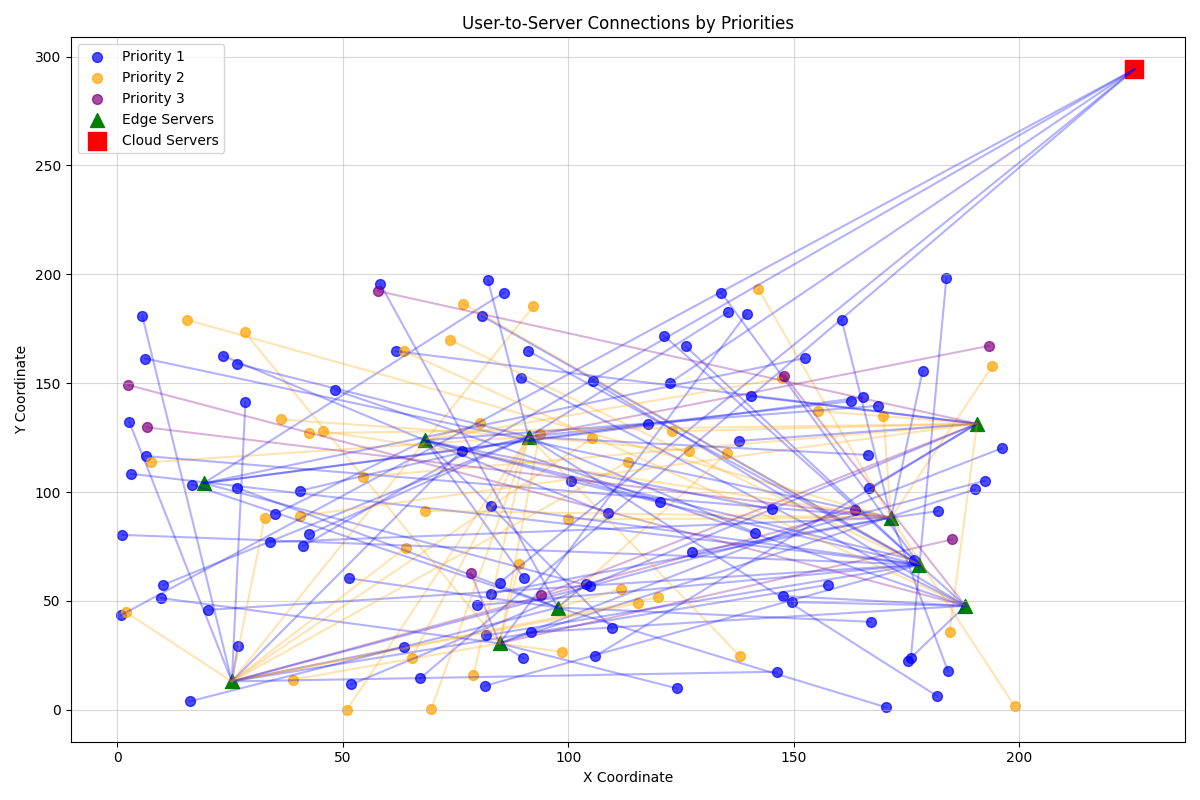 User-to-Server Connections by Priorities
Priority 1
Priority 2
Priority 3
Edge Servers
Cloud Servers
Y Coordinate
300
250
200
150
100
50
0
0 50 100 150 200
X Coordinate